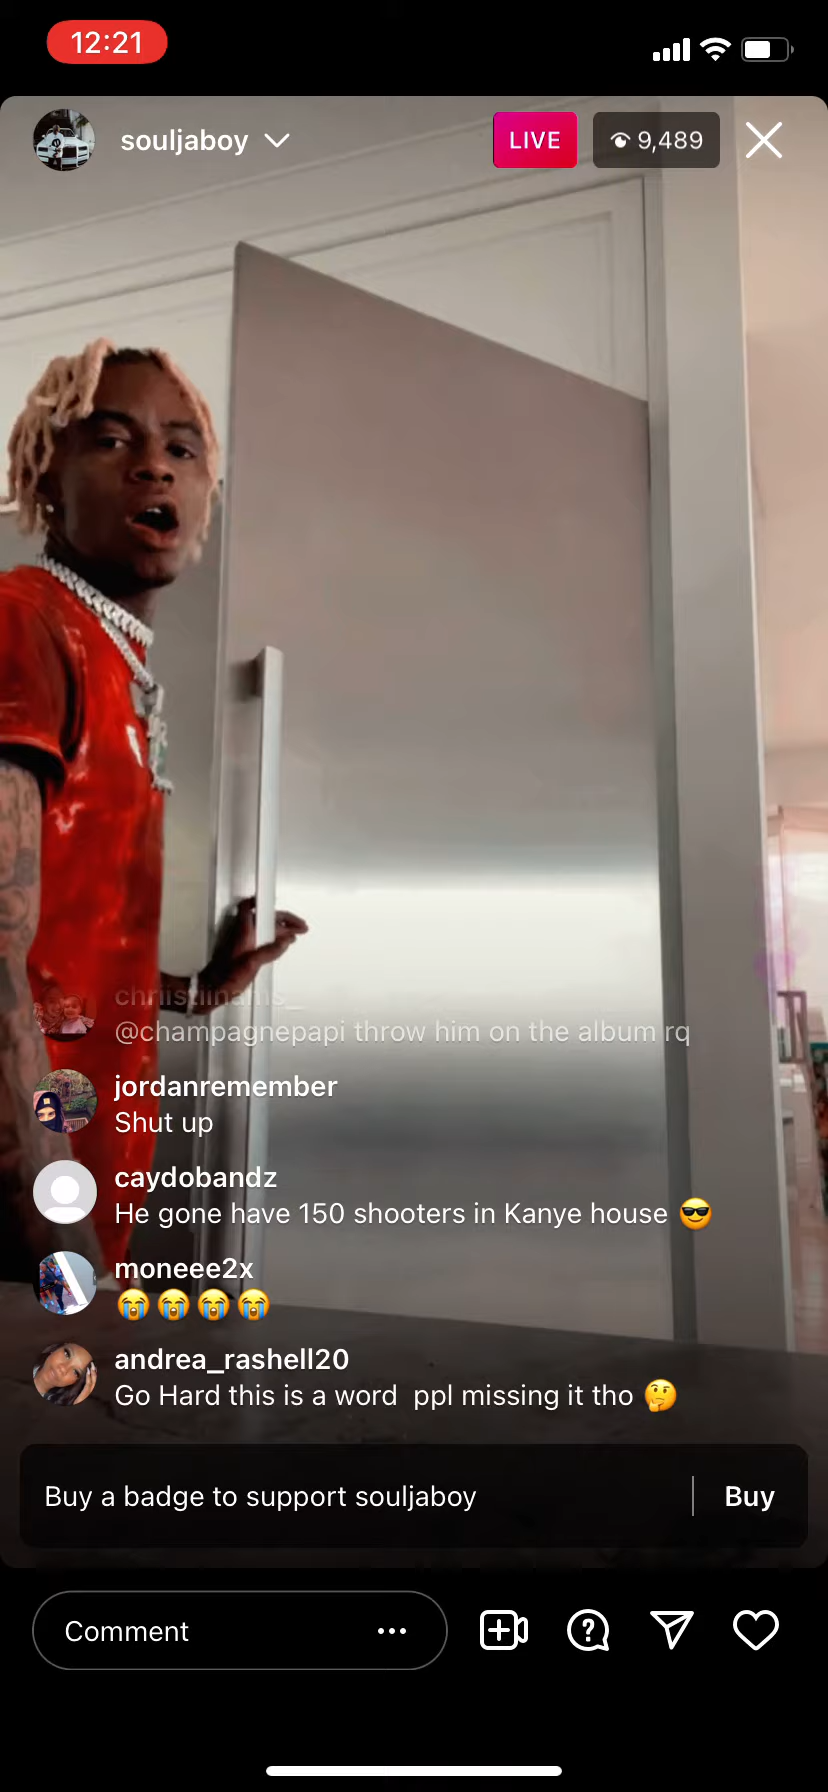 12:21
souljaboy
LIVE
9,489
chriistiinams_
@champagnepapi throw him on the album rq
jordanremember
Shut up
caydobandz
He gone have 150 shooters in Kanye house 😎
moneee2x
😭😭😭😭
andrea_rashell20
Go Hard this is a word  ppl missing it tho 🤔
Buy a badge to support souljaboy
Buy
Comment